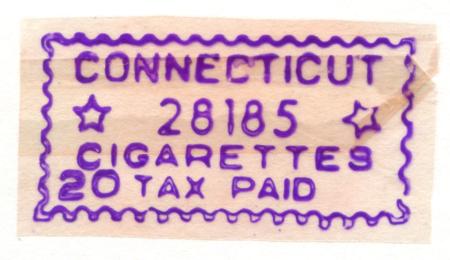 CONNECTICUT
28185
CIGARETTES
20 TAX PAID